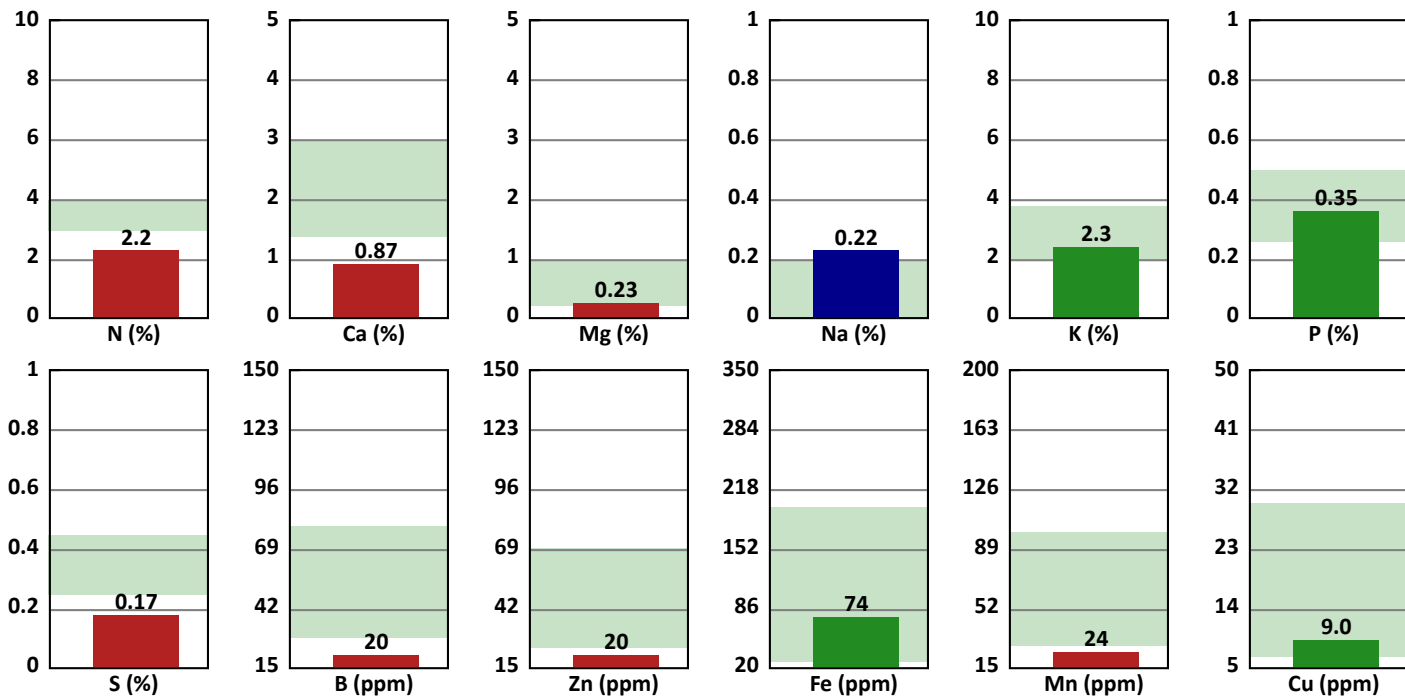 10 5 5 1 10 1
8 4 4 0.8 8 0.8
6 3 3 0.6 6 0.6
4 2 2 0.4 4 0.4
2.2 0.87 0.23 0.22 2.3 0.35
2 1 1 0.2 2 0.2
0 0 0 0 0 0
N (%) Ca (%) Mg (%) Na (%) K (%) P (%)
1 150 150 350 200 50
0.8 123 123 284 163 41
0.6 96 96 218 126 32
0.4 69 69 152 89 23
0.2 42 42 86 52 14
0.17 20 20 74 24 9.0
0 15 15 20 15 5
S (%) B (ppm) Zn (ppm) Fe (ppm) Mn (ppm) Cu (ppm)